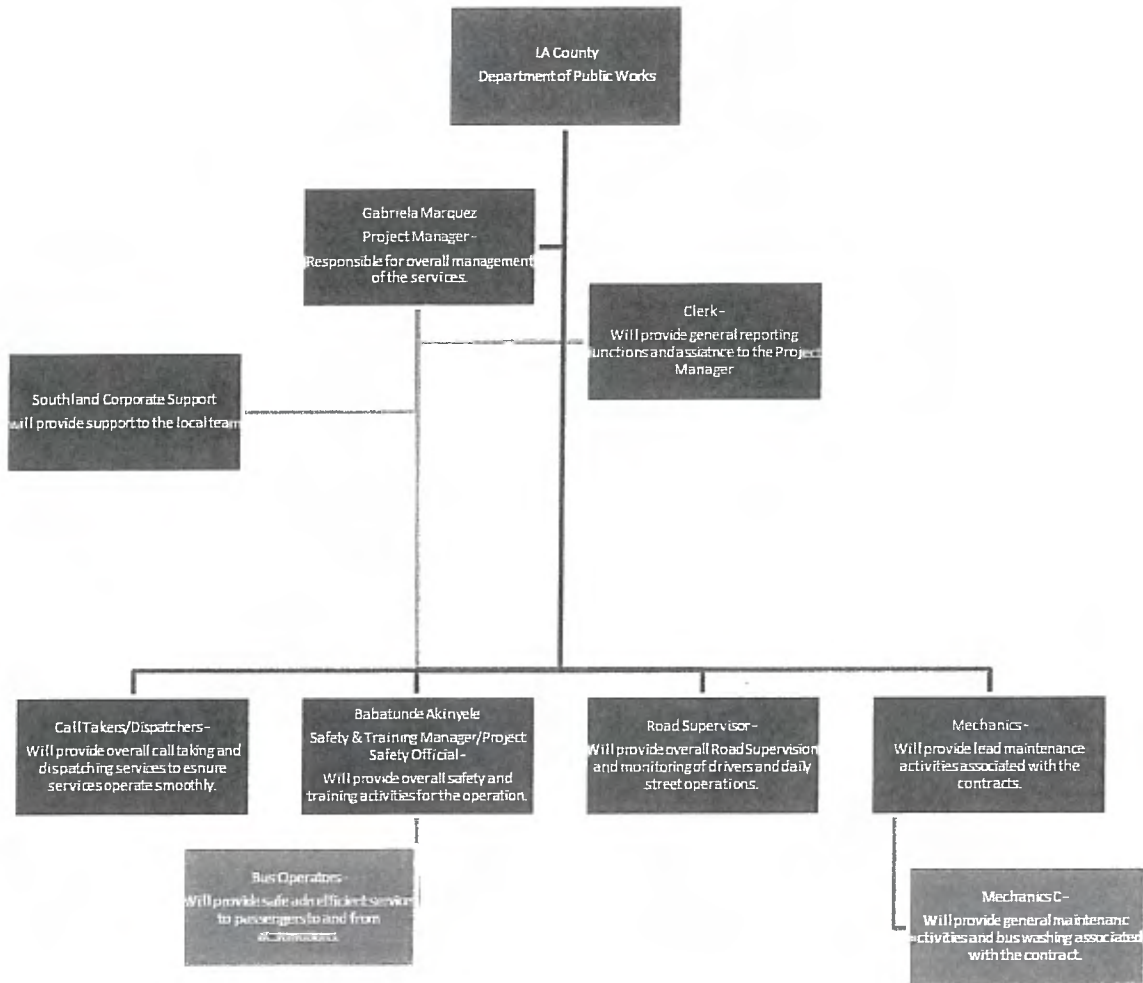 LA County
Department of Public Works
Gabriela Marquez
Project Manager -
Responsible for overall management
of the services.
Clerk -
Will provide general reporting
functions and assiatnce to the Project
Manager
Southland Corporate Support
will provide support to the local team
Call Takers/Dispatchers -
Will provide overall call taking and
dispatching services to esnure
services operate smoothly.
Babatunde Akinyele
Safety & Training Manager/Project
Safety Official -
Will provide overall safety and
training activities for the operation.
Road Supervisor -
Will provide overall Road Supervision
and monitoring of drivers and daily
street operations.
Mechanics -
Will provide lead maintenance
activities associated with the
contracts.
Bus Operators -
Will provide safe adn efficient services
to passengers to and from
Mechanics C -
Will provide general maintenanc
activities and bus washing associated
with the contract.